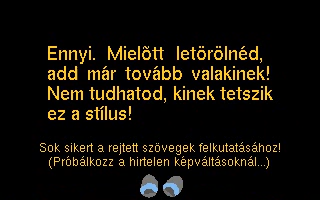 Ennyi. Mielõtt letörölnéd,
add már tovább valakinek!
Nem tudhatod, kinek tetszik
ez a stílus!
Sok sikert a rejtett szövegek felkutatásához!
(Próbálkozz a hirtelen képváltásoknál...)